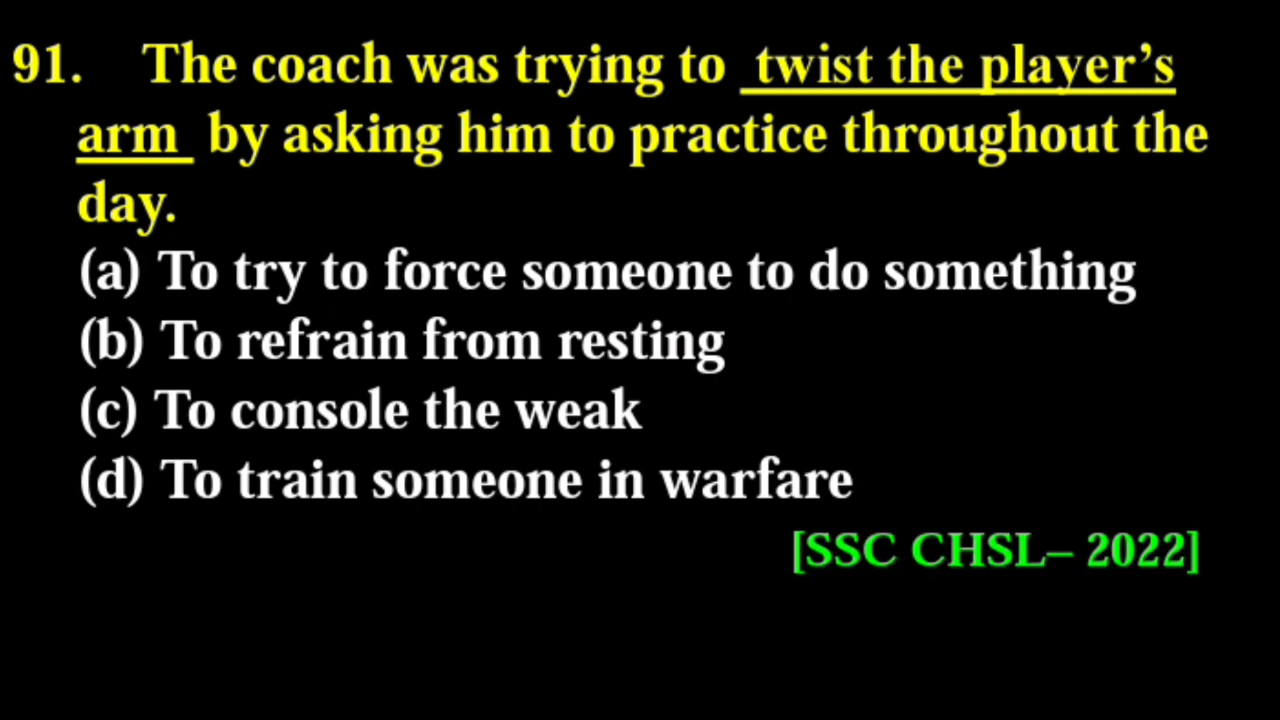 91. The coach was trying to twist the player’s
arm by asking him to practice throughout the
day.
(a) To try to force someone to do something
(b) To refrain from resting
(c) To console the weak
(d) To train someone in warfare
[SSC CHSL– 2022]